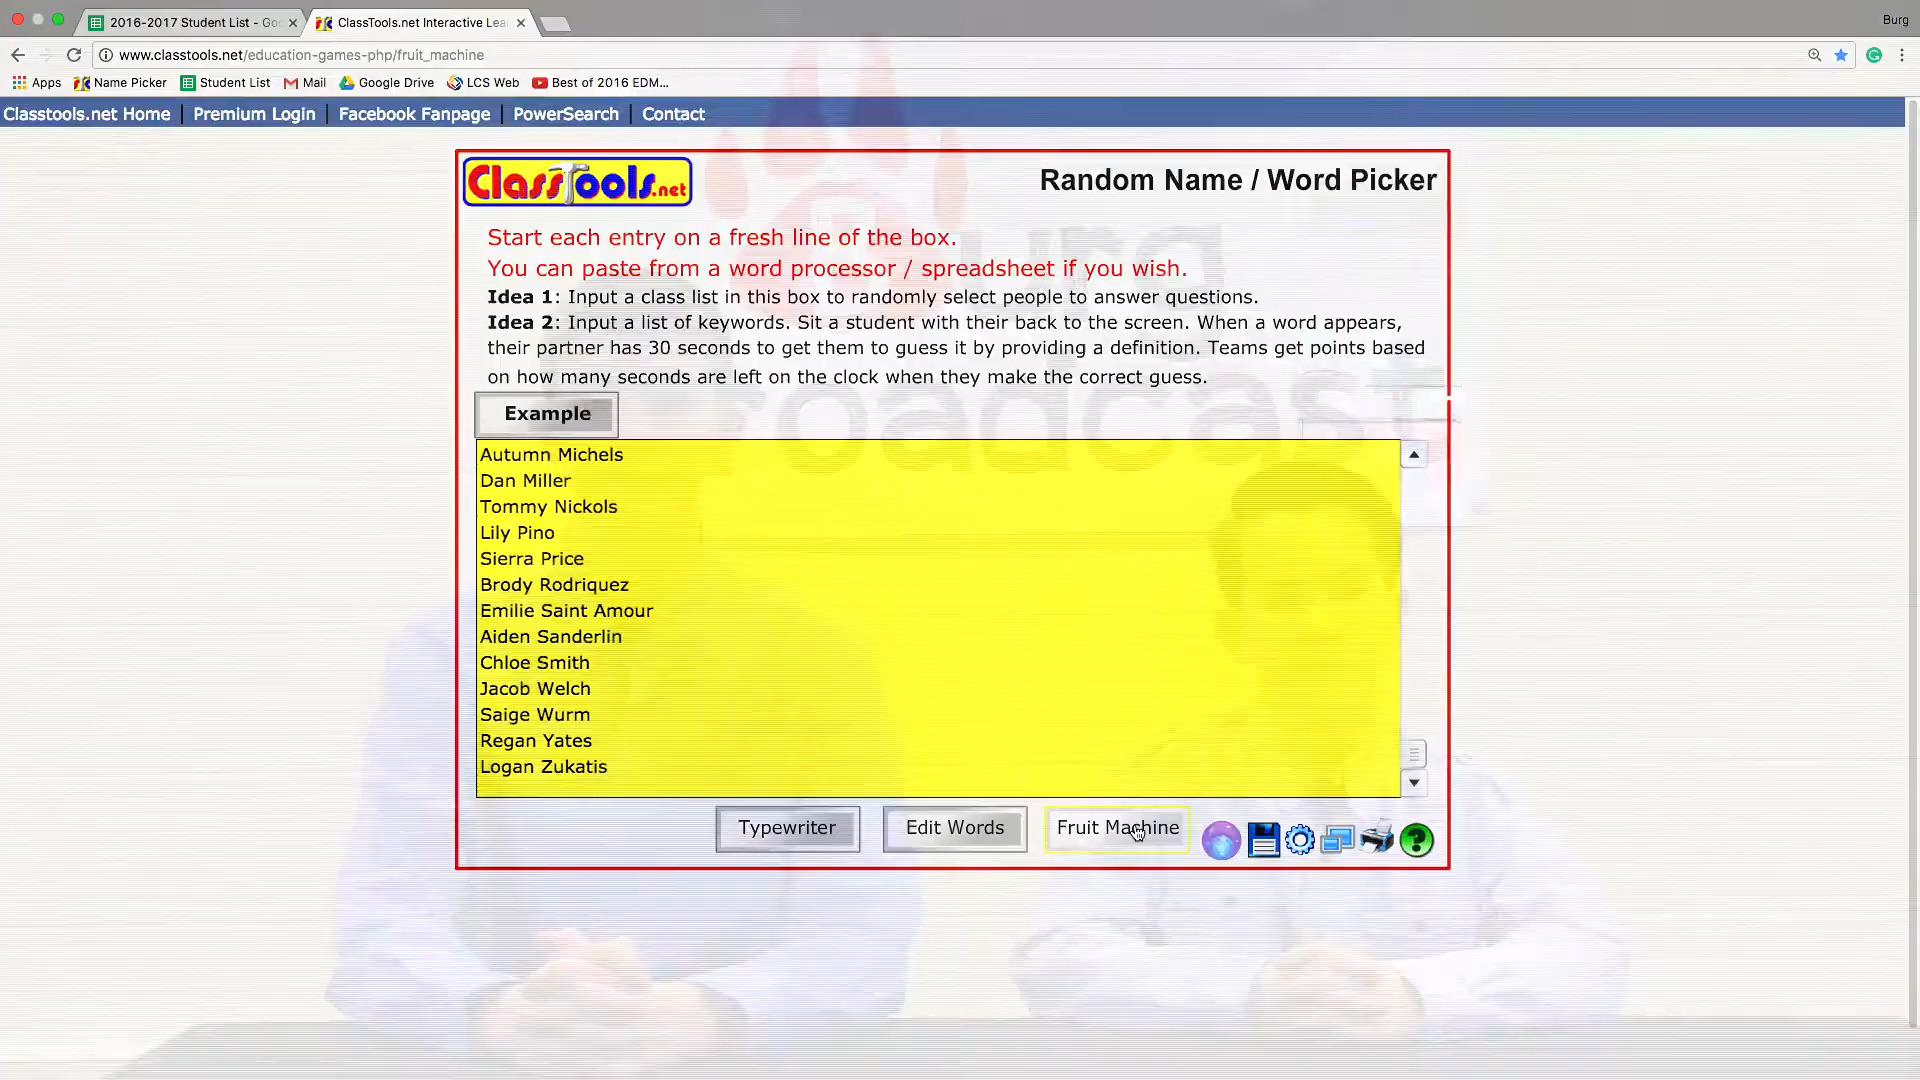 2016-2017 Student List - Go
ClassTools.net Interactive Lea
Burg
www.classtools.net/education-games-php/fruit_machine
Apps Name Picker Student List Mail Google Drive LCS Web Best of 2016 EDM...
Classtools.net Home | Premium Login | Facebook Fanpage | PowerSearch | Contact
ClassTools.net
Random Name / Word Picker
Start each entry on a fresh line of the box.
You can paste from a word processor / spreadsheet if you wish.
Idea 1: Input a class list in this box to randomly select people to answer questions.
Idea 2: Input a list of keywords. Sit a student with their back to the screen. When a word appears,
their partner has 30 seconds to get them to guess it by providing a definition. Teams get points based
on how many seconds are left on the clock when they make the correct guess.
Example
Autumn Michels
Dan Miller
Tommy Nickols
Lily Pino
Sierra Price
Brody Rodriquez
Emilie Saint Amour
Aiden Sanderlin
Chloe Smith
Jacob Welch
Saige Wurm
Regan Yates
Logan Zukatis
Typewriter
Edit Words
Fruit Machine
?